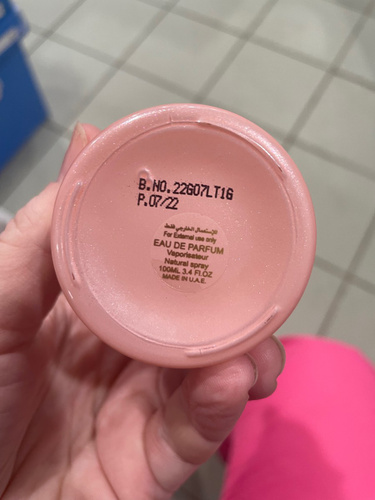 B.NO.22G07LT1G
P.07/22
للإستعمال الخارجي فقط
For External use only
EAU DE PARFUM
Vaporisateur
Natural spray
100ML 3.4 Fl.OZ
MADE IN U.A.E.